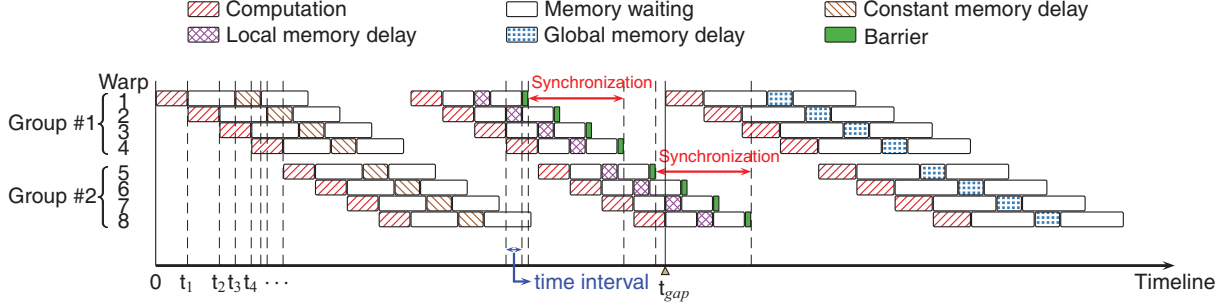 Computation Memory waiting Constant memory delay
Local memory delay Global memory delay Barrier
Warp
Synchronization
1
Group #1 2
3
4
Synchronization
5
Group #2 6
7
8
time interval
0 t1 t2 t3 t4 ··· tgap Timeline